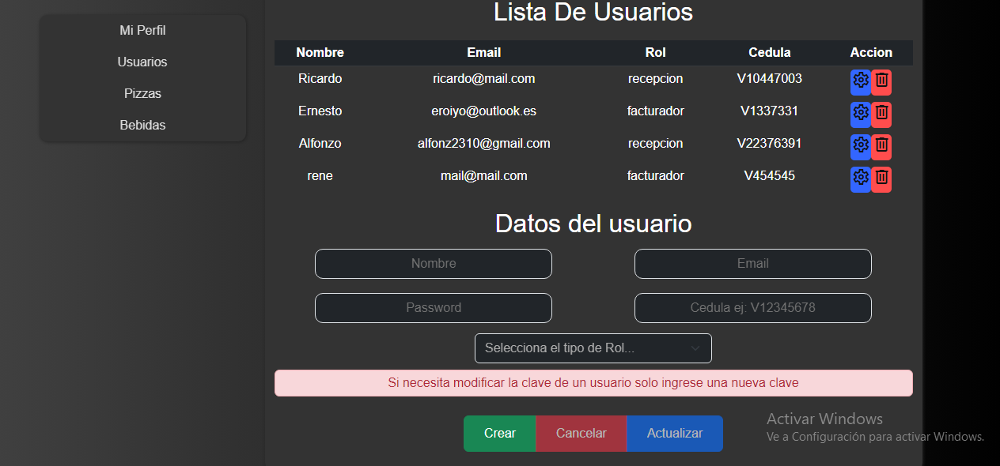 Lista De Usuarios
Mi Perfil
Usuarios
Pizzas
Bebidas
Nombre Email Rol Cedula Accion
Ricardo ricardo@mail.com recepcion V10447003
Ernesto eroiyo@outlook.es facturador V1337331
Alfonzo alfonz2310@gmail.com recepcion V22376391
rene mail@mail.com facturador V454545
Datos del usuario
Nombre Email
Password Cedula ej: V12345678
Selecciona el tipo de Rol...
Si necesita modificar la clave de un usuario solo ingrese una nueva clave
Crear Cancelar Actualizar
Activar Windows
Ve a Configuración para activar Windows.